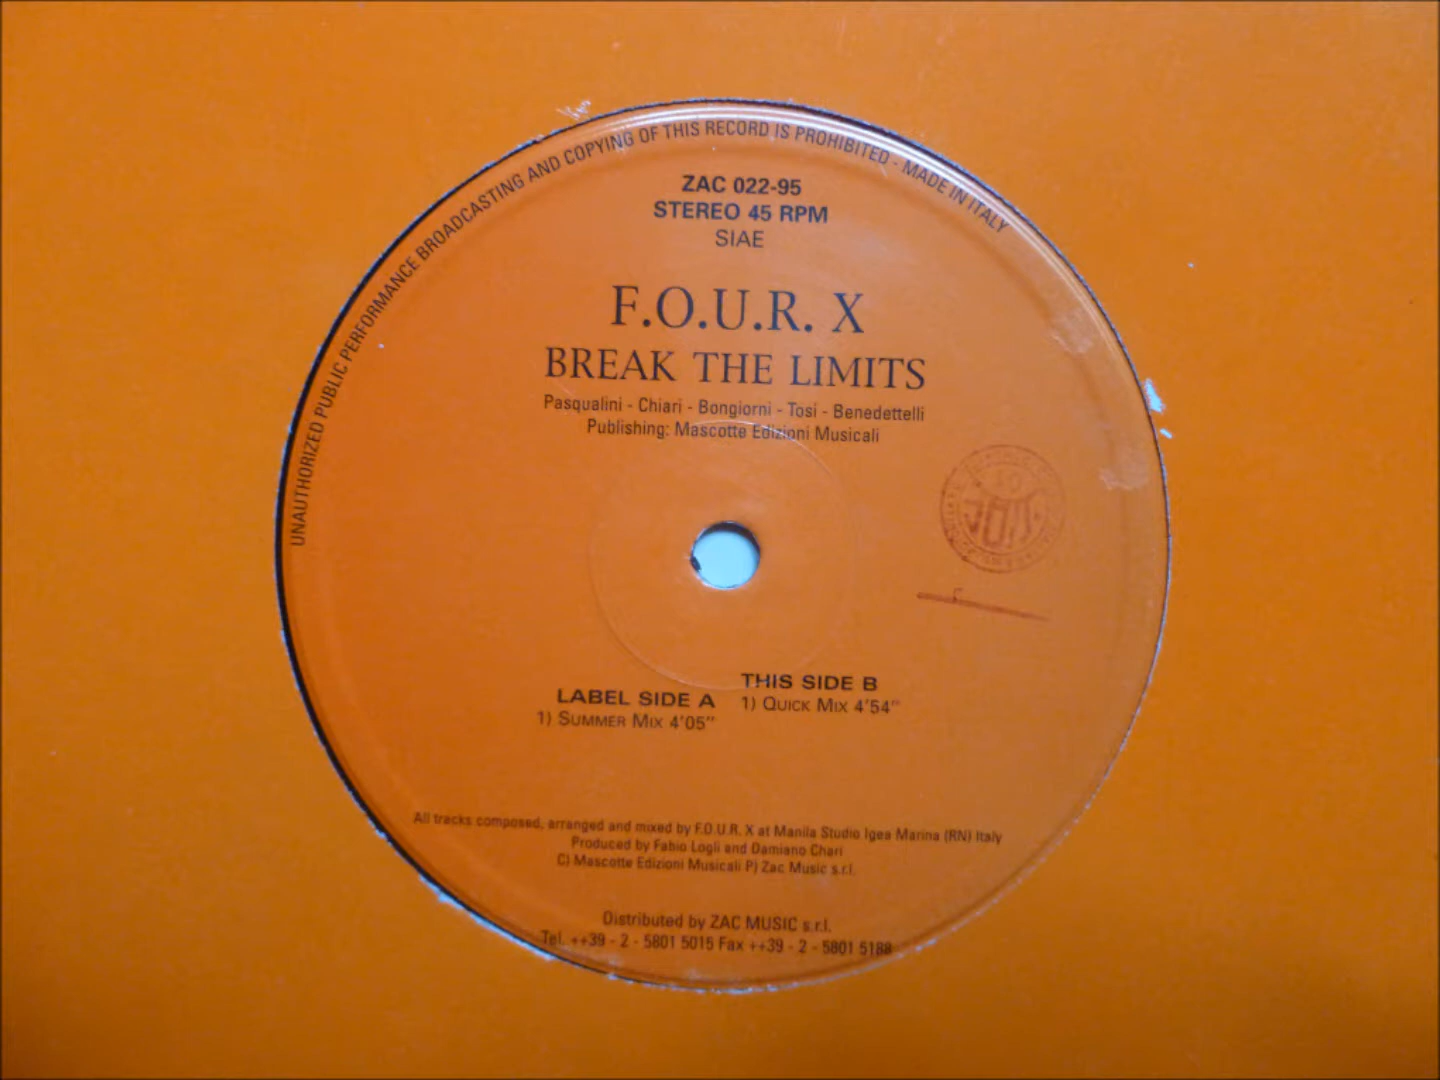 UNAUTHORIZED PUBLIC PERFORMANCE BROADCASTING AND COPYING OF THIS RECORD IS PROHIBITED - MADE IN ITALY
ZAC 022-95
STEREO 45 RPM
SIAE
F.O.U.R. X
BREAK THE LIMITS
Pasqualini - Chiari - Bongiorni - Tosi - Benedettelli
Publishing: Mascotte Edizioni Musicali
LABEL SIDE A
1) SUMMER MIX 4'05"
THIS SIDE B
1) QUICK MIX 4'54"
All tracks composed, arranged and mixed by F.O.U.R. X at Manila Studio Igea Marina (RN) Italy
Produced by Fabio Logli and Damiano Chari
C) Mascotte Edizioni Musicali P) Zac Music s.r.l.
Distributed by ZAC MUSIC s.r.l.
Tel. ++39 - 2 - 5801 5015 Fax ++39 - 2 - 5801 5188